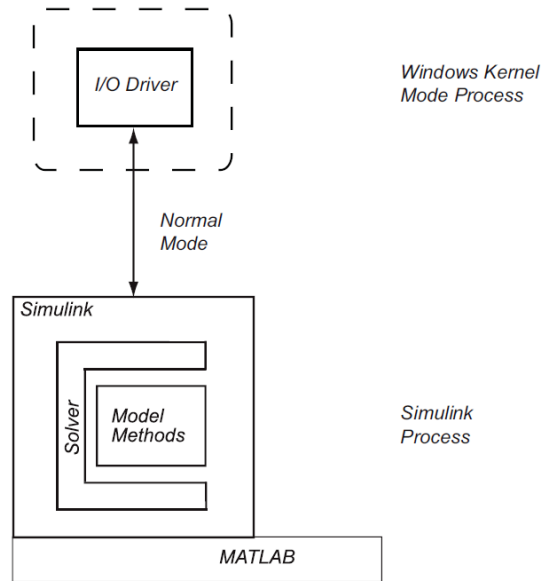 I/O Driver
Windows Kernel
Mode Process
Normal
Mode
Simulink
Solver
Model
Methods
Simulink
Process
MATLAB